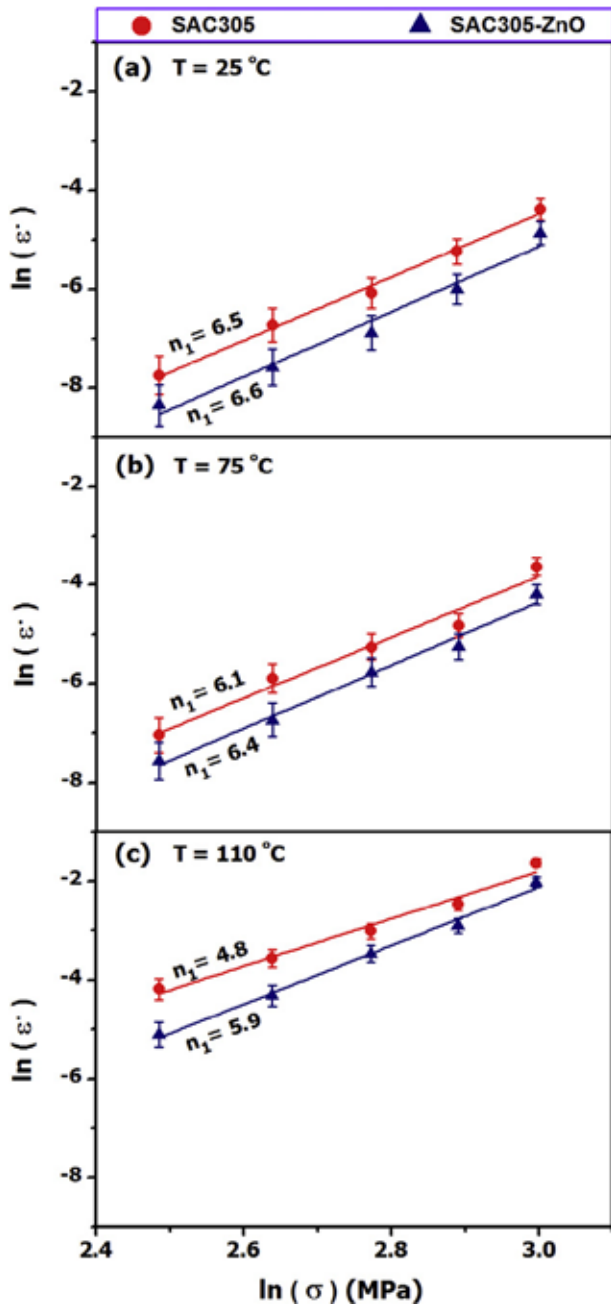 SAC305 SAC305-ZnO
(a) T = 25 °C
-2
-4
-6
-8
ln ( ε· )
n₁= 6.5
n₁= 6.6
(b) T = 75 °C
-2
-4
-6
-8
ln ( ε· )
n₁= 6.1
n₁= 6.4
(c) T = 110 °C
-2
-4
-6
-8
ln ( ε· )
n₁= 4.8
n₁= 5.9
2.4 2.6 2.8 3.0
ln ( σ ) (MPa)